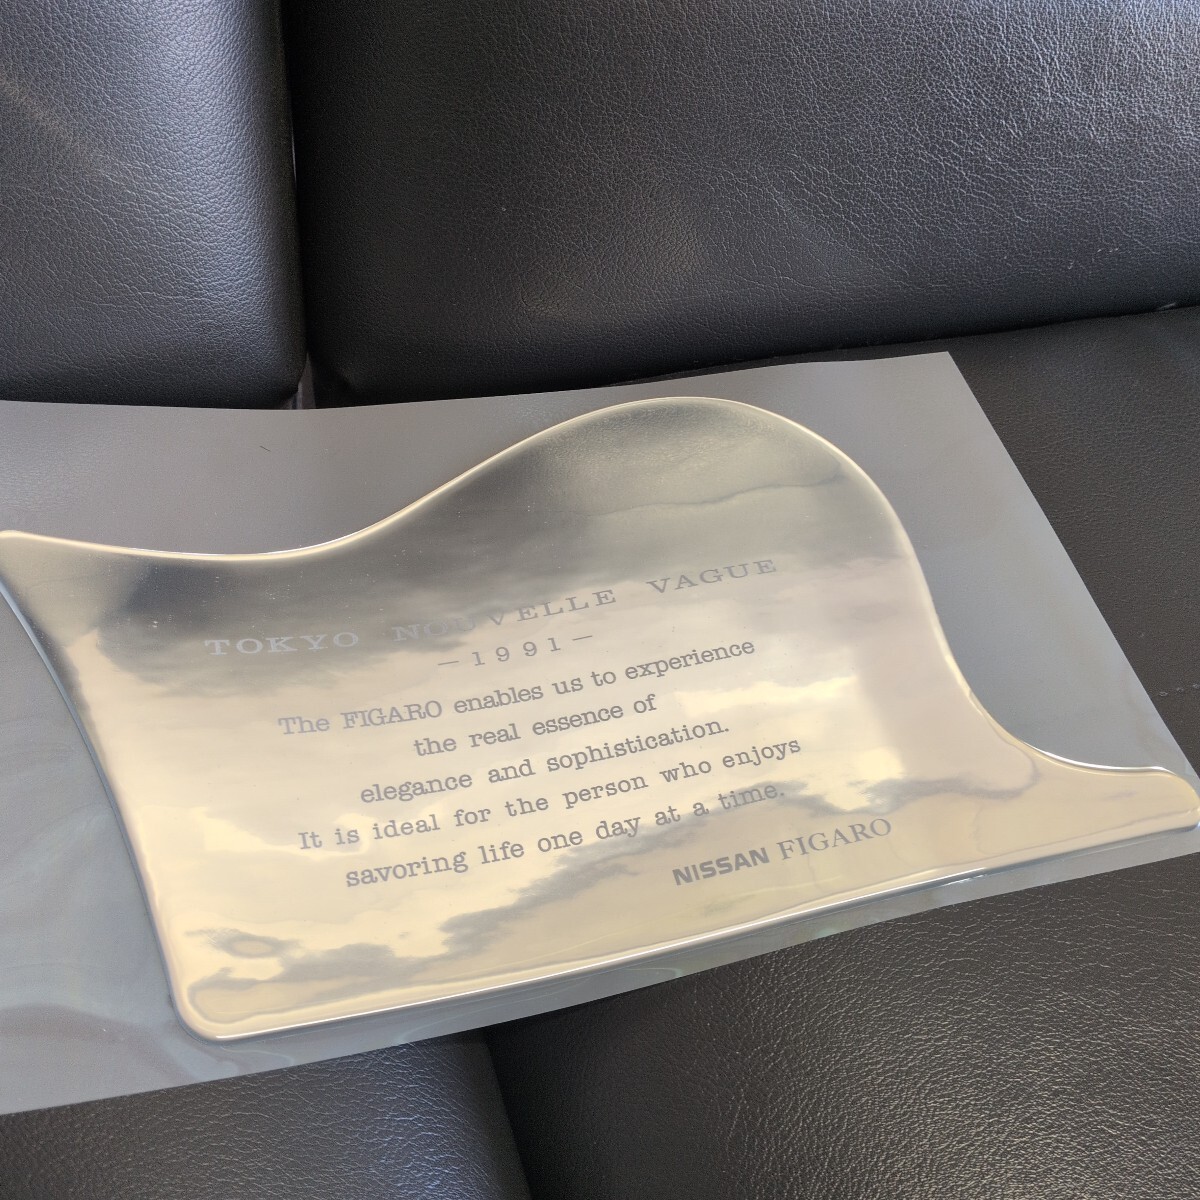 TOKYO NOUVELLE VAGUE
—1991—
The FIGARO enables us to experience
the real essence of
elegance and sophistication.
It is ideal for the person who enjoys
savoring life one day at a time.
NISSAN FIGARO